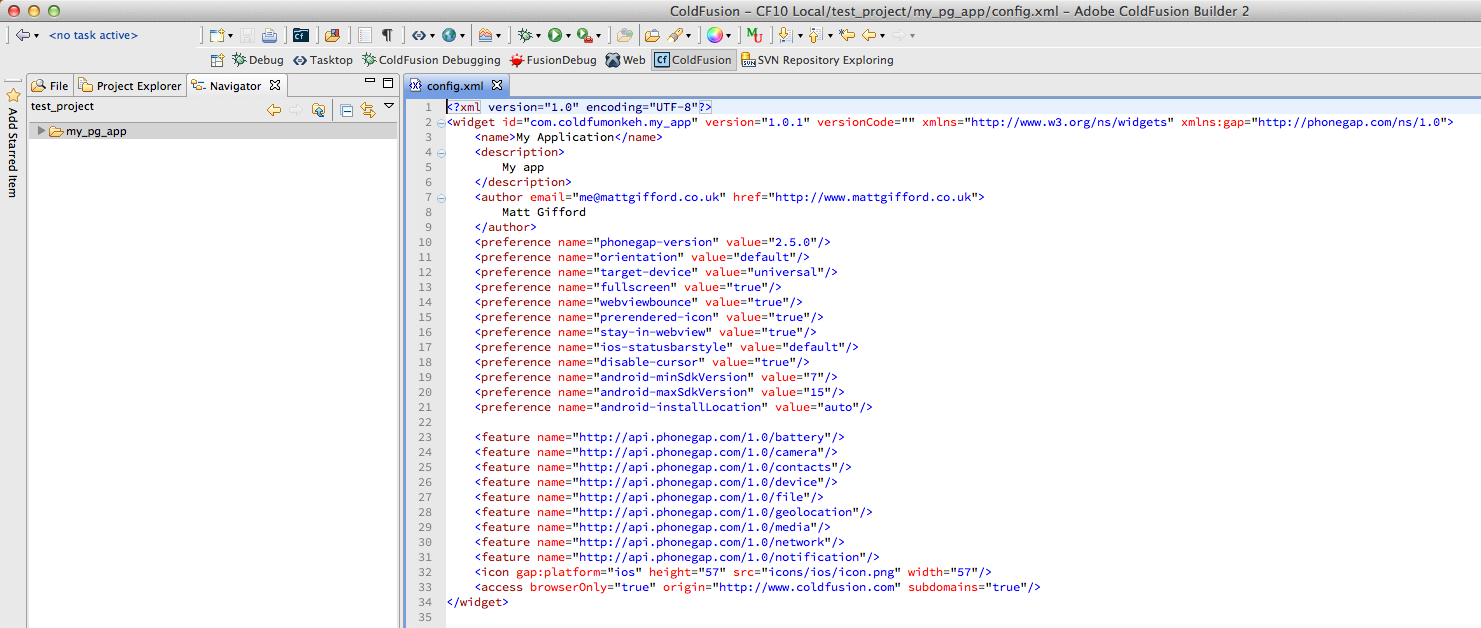 ColdFusion – CF10 Local/test_project/my_pg_app/config.xml – Adobe ColdFusion Builder 2
<no task active>
Debug Tasktop ColdFusion Debugging FusionDebug Web Cf ColdFusion SVN Repository Exploring
File Project Explorer Navigator
config.xml
test_project
my_pg_app
Add Starred Item
1 <?xml version="1.0" encoding="UTF-8"?>
2 <widget id="com.coldfumonkeh.my_app" version="1.0.1" versionCode="" xmlns="http://www.w3.org/ns/widgets" xmlns:gap="http://phonegap.com/ns/1.0">
3 <name>My Application</name>
4 <description>
5 My app
6 </description>
7 <author email="me@mattgifford.co.uk" href="http://www.mattgifford.co.uk">
8 Matt Gifford
9 </author>
10 <preference name="phonegap-version" value="2.5.0"/>
11 <preference name="orientation" value="default"/>
12 <preference name="target-device" value="universal"/>
13 <preference name="fullscreen" value="true"/>
14 <preference name="webviewbounce" value="true"/>
15 <preference name="prerendered-icon" value="true"/>
16 <preference name="stay-in-webview" value="true"/>
17 <preference name="ios-statusbarstyle" value="default"/>
18 <preference name="disable-cursor" value="true"/>
19 <preference name="android-minSdkVersion" value="7"/>
20 <preference name="android-maxSdkVersion" value="15"/>
21 <preference name="android-installLocation" value="auto"/>
22
23 <feature name="http://api.phonegap.com/1.0/battery"/>
24 <feature name="http://api.phonegap.com/1.0/camera"/>
25 <feature name="http://api.phonegap.com/1.0/contacts"/>
26 <feature name="http://api.phonegap.com/1.0/device"/>
27 <feature name="http://api.phonegap.com/1.0/file"/>
28 <feature name="http://api.phonegap.com/1.0/geolocation"/>
29 <feature name="http://api.phonegap.com/1.0/media"/>
30 <feature name="http://api.phonegap.com/1.0/network"/>
31 <feature name="http://api.phonegap.com/1.0/notification"/>
32 <icon gap:platform="ios" height="57" src="icons/ios/icon.png" width="57"/>
33 <access browserOnly="true" origin="http://www.coldfusion.com" subdomains="true"/>
34 </widget>
35